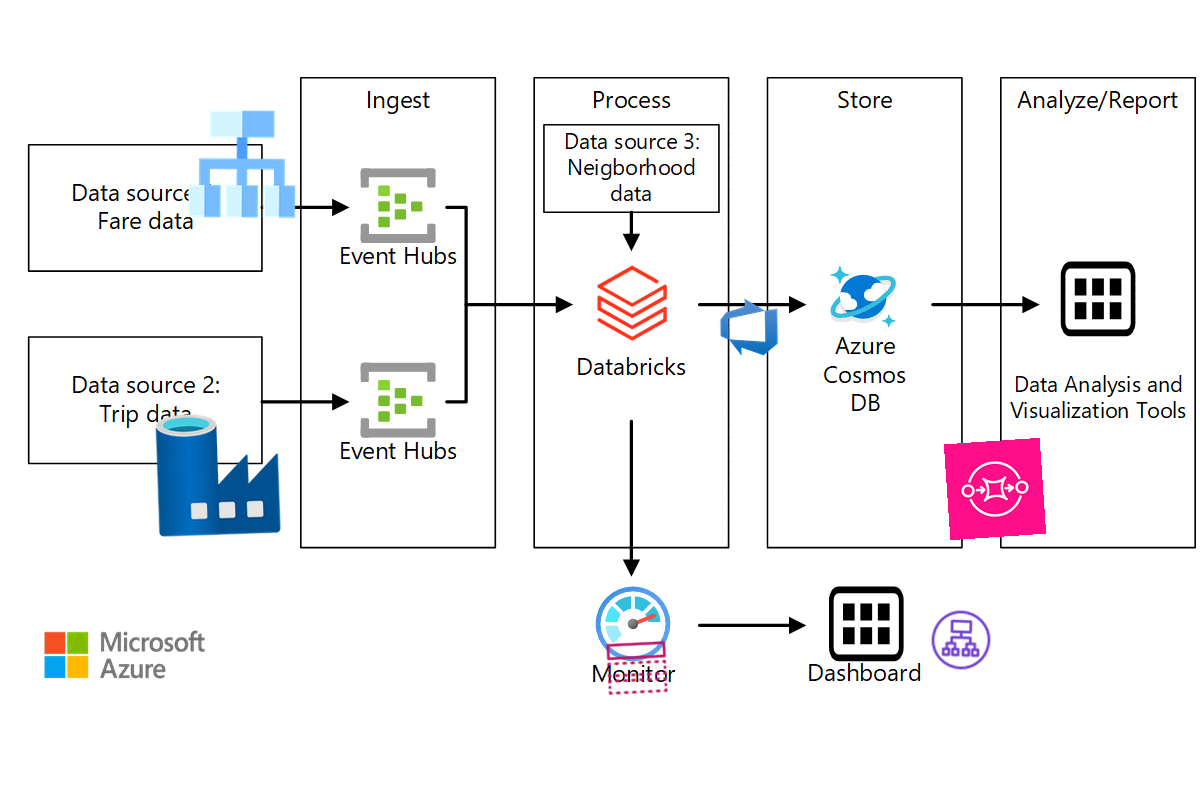 Ingest
Process
Store
Analyze/Report
Data source
Fare data
Event Hubs
Data source 3:
Neigborhood
data
Databricks
Azure
Cosmos
DB
Data Analysis and
Visualization Tools
Data source 2:
Trip data
Event Hubs
Monitor
Dashboard
Microsoft
Azure